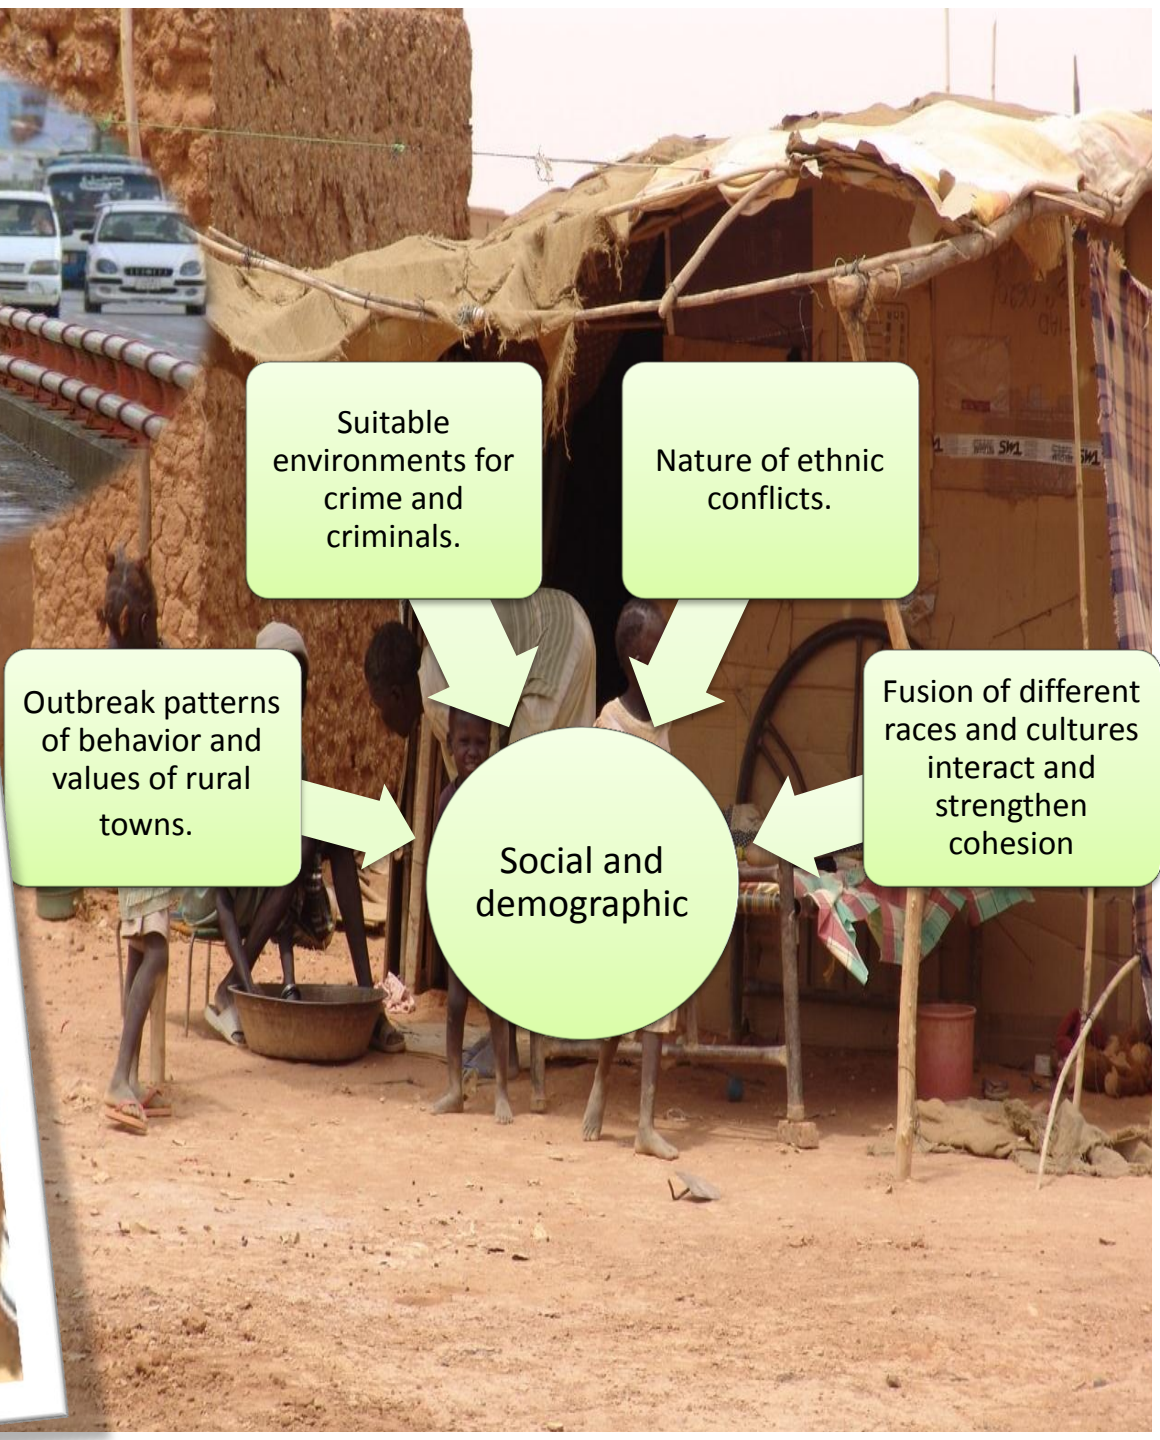 Suitable
environments for
crime and
criminals.
Nature of ethnic
conflicts.
Outbreak patterns
of behavior and
values of rural
towns.
Fusion of different
races and cultures
interact and
strengthen
cohesion
Social and
demographic